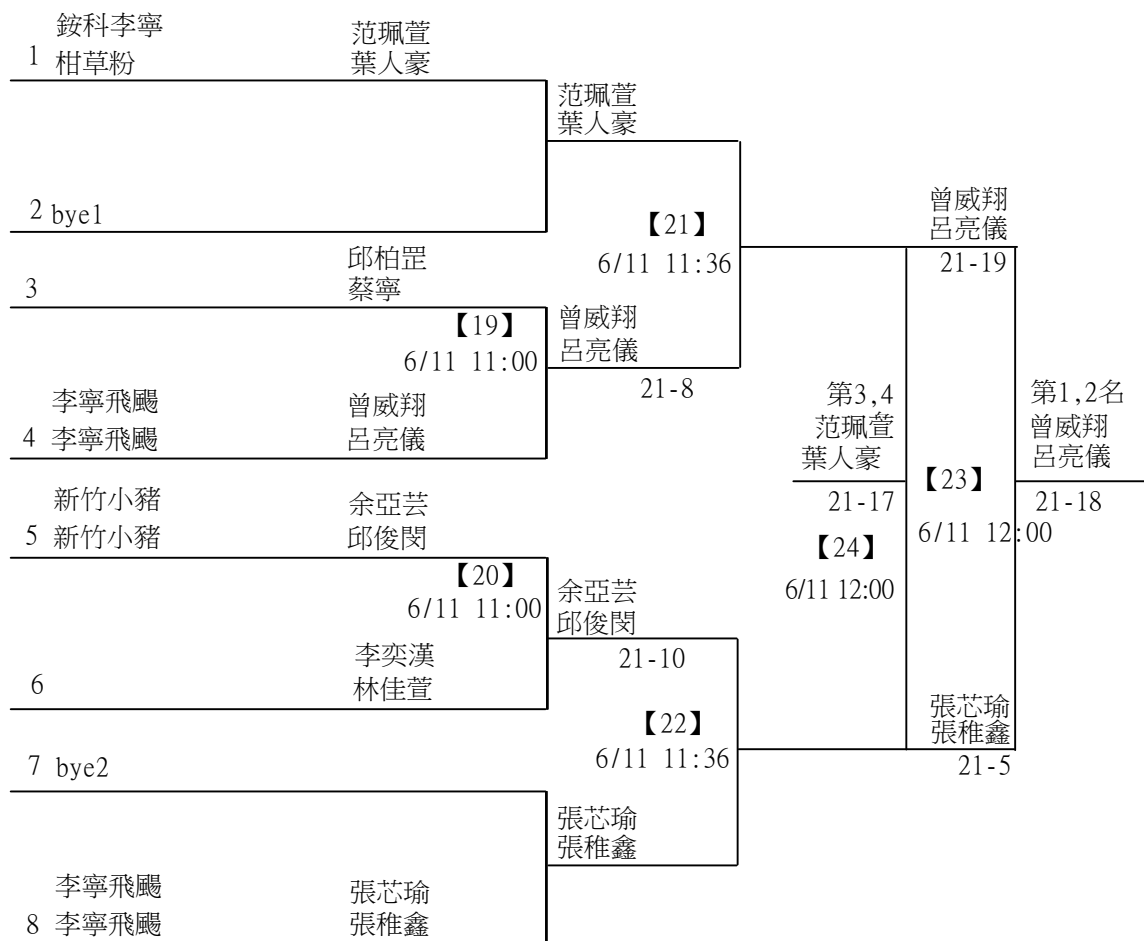 銨科李寧 范珮萱
1 柑草粉 葉人豪
范珮萱
葉人豪
2 bye1
【21】
6/11 11:36
曾威翔
呂亮儀
21-19
邱柏罡
3 蔡寧
【19】
6/11 11:00
曾威翔
呂亮儀
21-8
李寧飛颺 曾威翔
4 李寧飛颺 呂亮儀
第3,4
范珮萱
葉人豪
21-17
【24】
6/11 12:00
第1,2名
曾威翔
呂亮儀
21-18
【23】
6/11 12:00
新竹小豬 余亞芸
5 新竹小豬 邱俊閔
【20】
6/11 11:00
余亞芸
邱俊閔
21-10
李奕漢
6 林佳萱
【22】
6/11 11:36
張芯瑜
張稚鑫
21-5
7 bye2
張芯瑜
張稚鑫
李寧飛颺 張芯瑜
8 李寧飛颺 張稚鑫